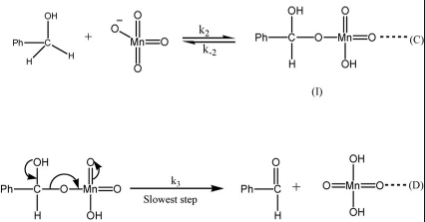 OH
Ph C H
H
+
O⁻ Mn O
O
O
k2
k-2
OH O
Ph C O Mn O (C)
H OH
(I)
OH O
Ph C O Mn O
H OH
k3
Slowest step
O
Ph C
H
+
OH
O Mn O (D)
OH